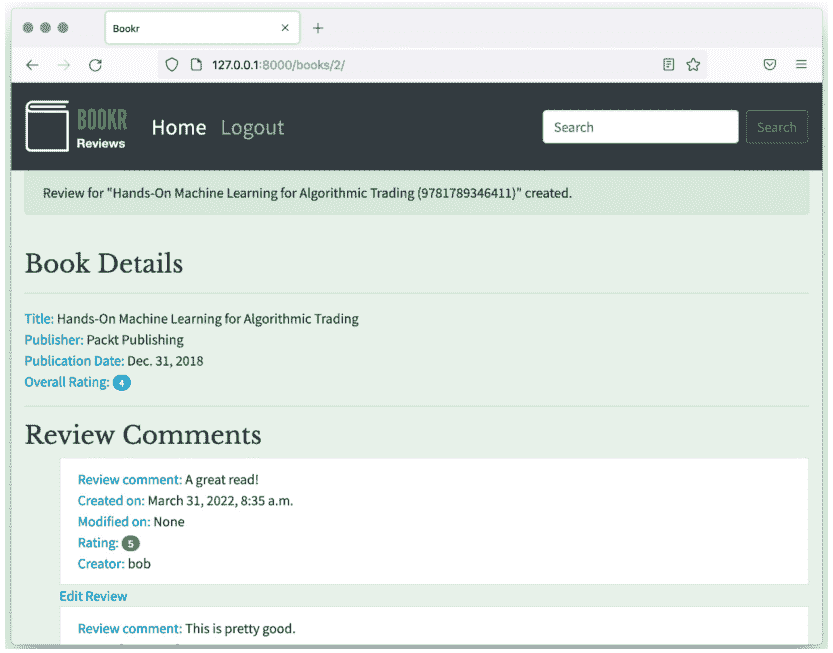 Bookr
127.0.0.1:8000/books/2/
BOOKR
Reviews
Home Logout
Search
Search
Review for “Hands-On Machine Learning for Algorithmic Trading (9781789346411)” created.
Book Details
Title: Hands-On Machine Learning for Algorithmic Trading
Publisher: Packt Publishing
Publication Date: Dec. 31, 2018
Overall Rating: 4
Review Comments
Review comment: A great read!
Created on: March 31, 2022, 8:35 a.m.
Modified on: None
Rating: 5
Creator: bob
Edit Review
Review comment: This is pretty good.